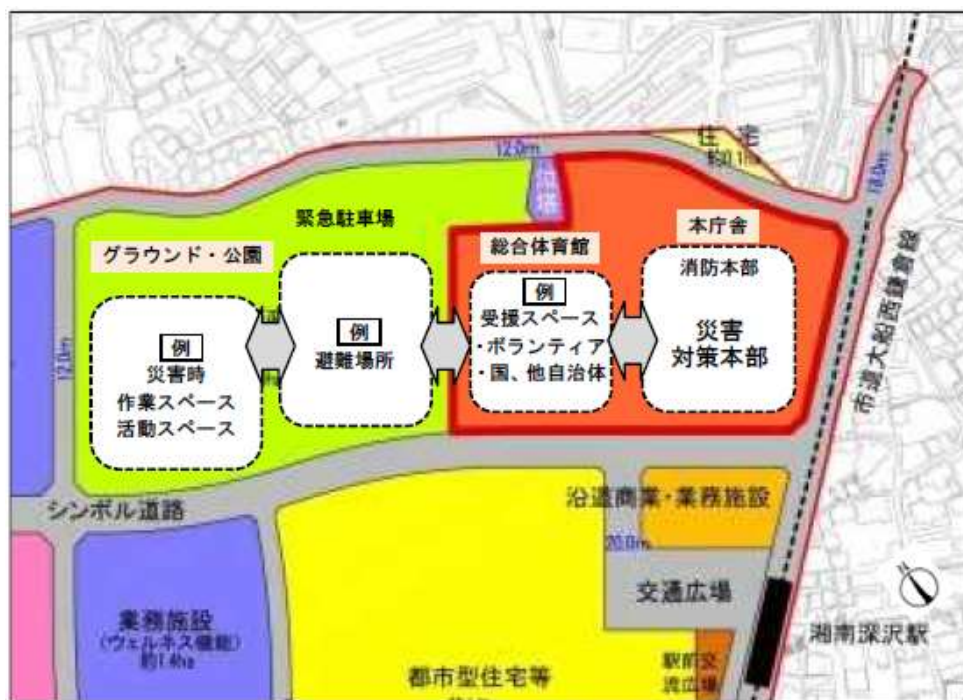 住宅
約0.1ha
12.0m
鉄塔
18.0m
緊急駐車場
本庁舎
グラウンド・公園
総合体育館
消防本部
例
災害時
作業スペース
活動スペース
例
避難場所
例
受援スペース
・ボランティア
・国、他自治体
災害
対策本部
12.0m
市道大船西鎌倉線
シンボル道路
沿道商業・業務施設
20.0m
交通広場
業務施設
(ウェルネス機能)
約1.4ha
湘南深沢駅
都市型住宅等
駅前交
流広場